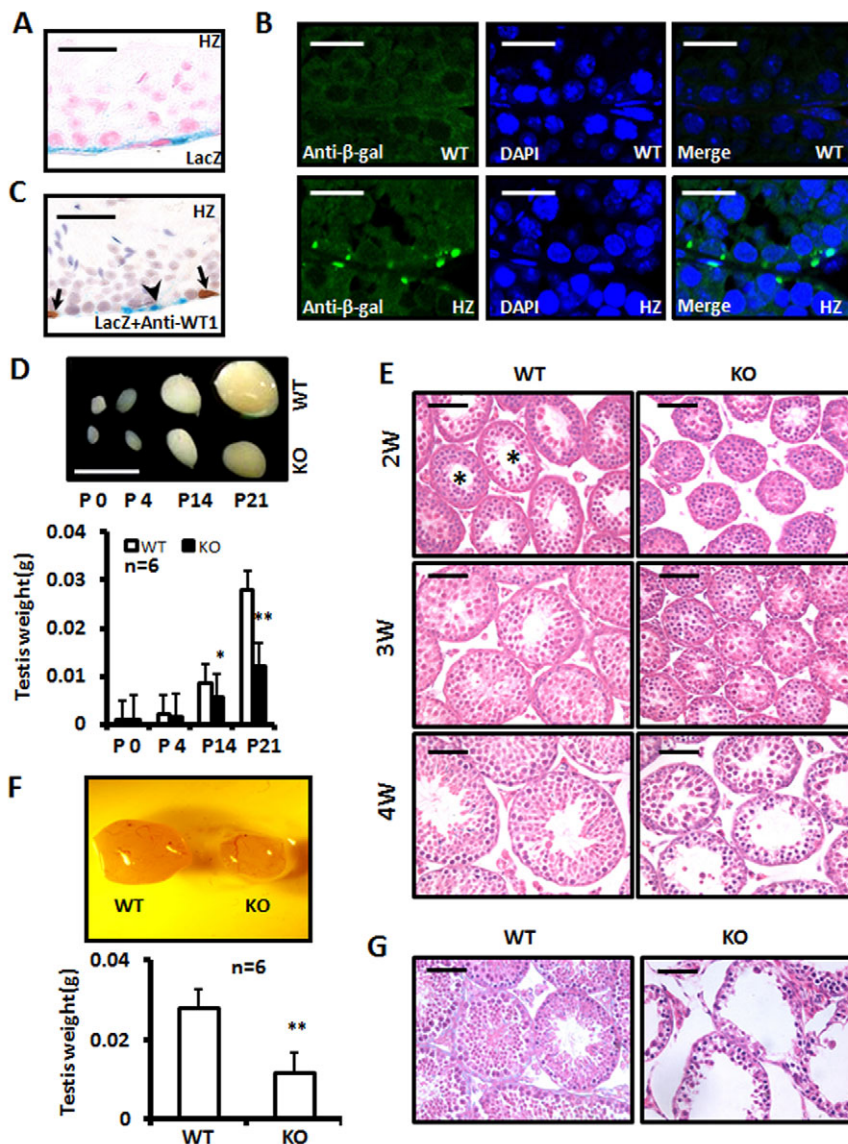 A
HZ
LacZ
B
Anti-β-gal WT
DAPI WT
Merge WT
Anti-β-gal HZ
DAPI HZ
Merge HZ
C
HZ
LacZ+Anti-WT1
D
WT
KO
P 0 P 4 P14 P21
Testis weight(g)
0.04
0.03
0.02
0.01
0
WT KO
n=6
*
**
P 0 P 4 P14 P21
E
WT KO
2W
* *
3W
4W
F
WT KO
Testis weight(g)
0.04
0.02
0
n=6
**
WT KO
G
WT KO